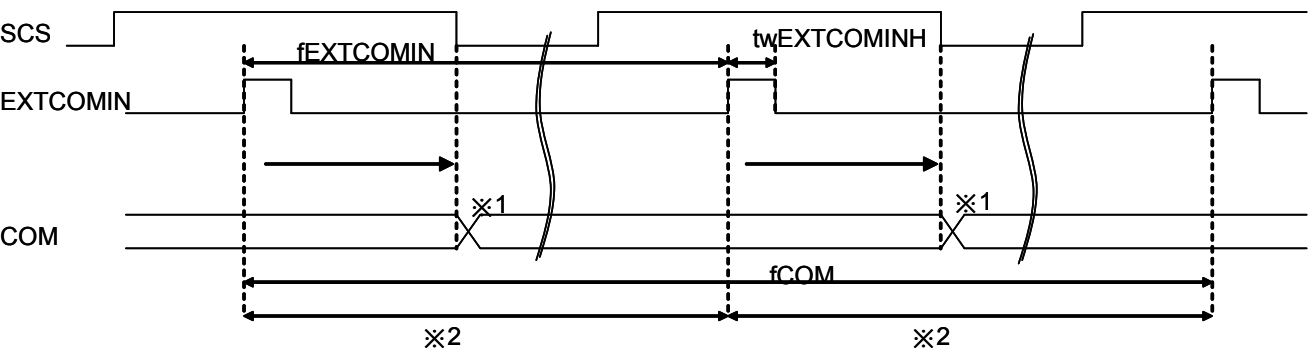 SCS
twEXTCOMINH
fEXTCOMIN
EXTCOMIN
※1
※1
COM
fCOM
※2
※2